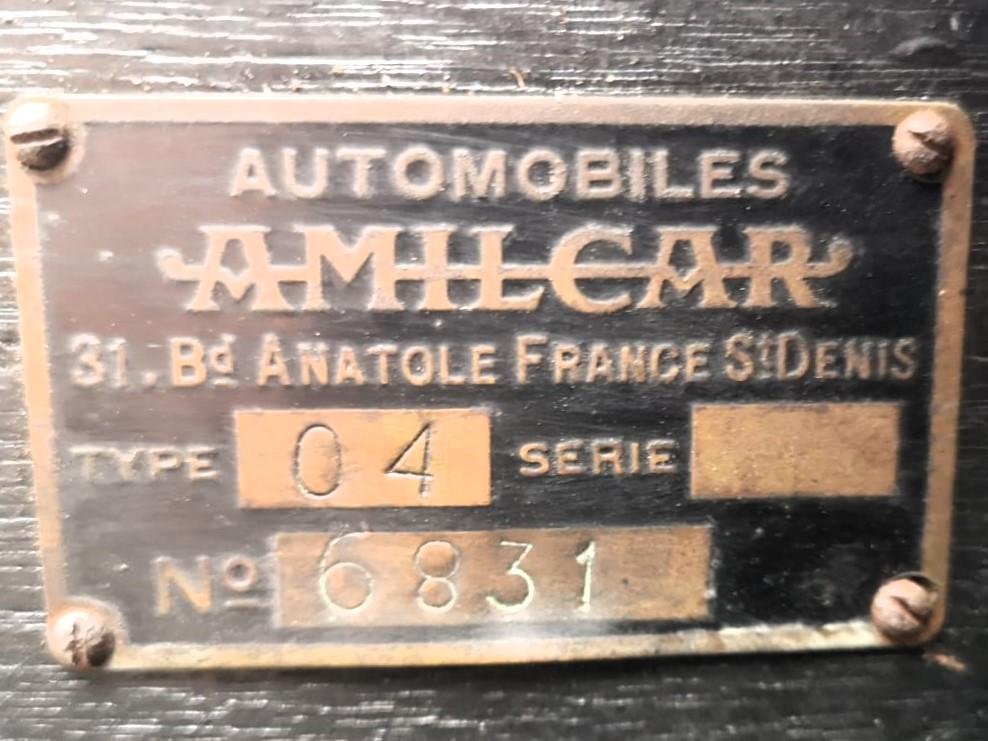 AUTOMOBILES
AMILCAR
31, Bd ANATOLE FRANCE St DENIS
TYPE 04 SERIE
No 6831